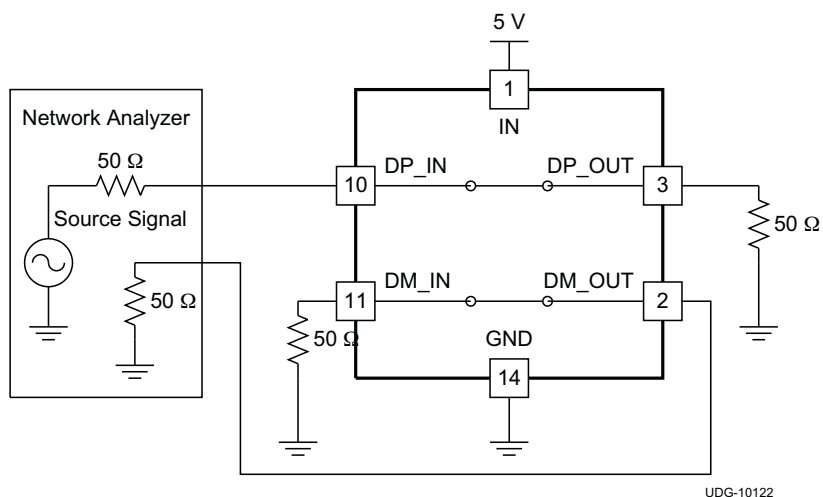 5 V
1
IN
Network Analyzer
50 Ω
Source Signal
50 Ω
10
DP_IN
DP_OUT
3
50 Ω
11
DM_IN
DM_OUT
2
50 Ω
GND
14
UDG-10122